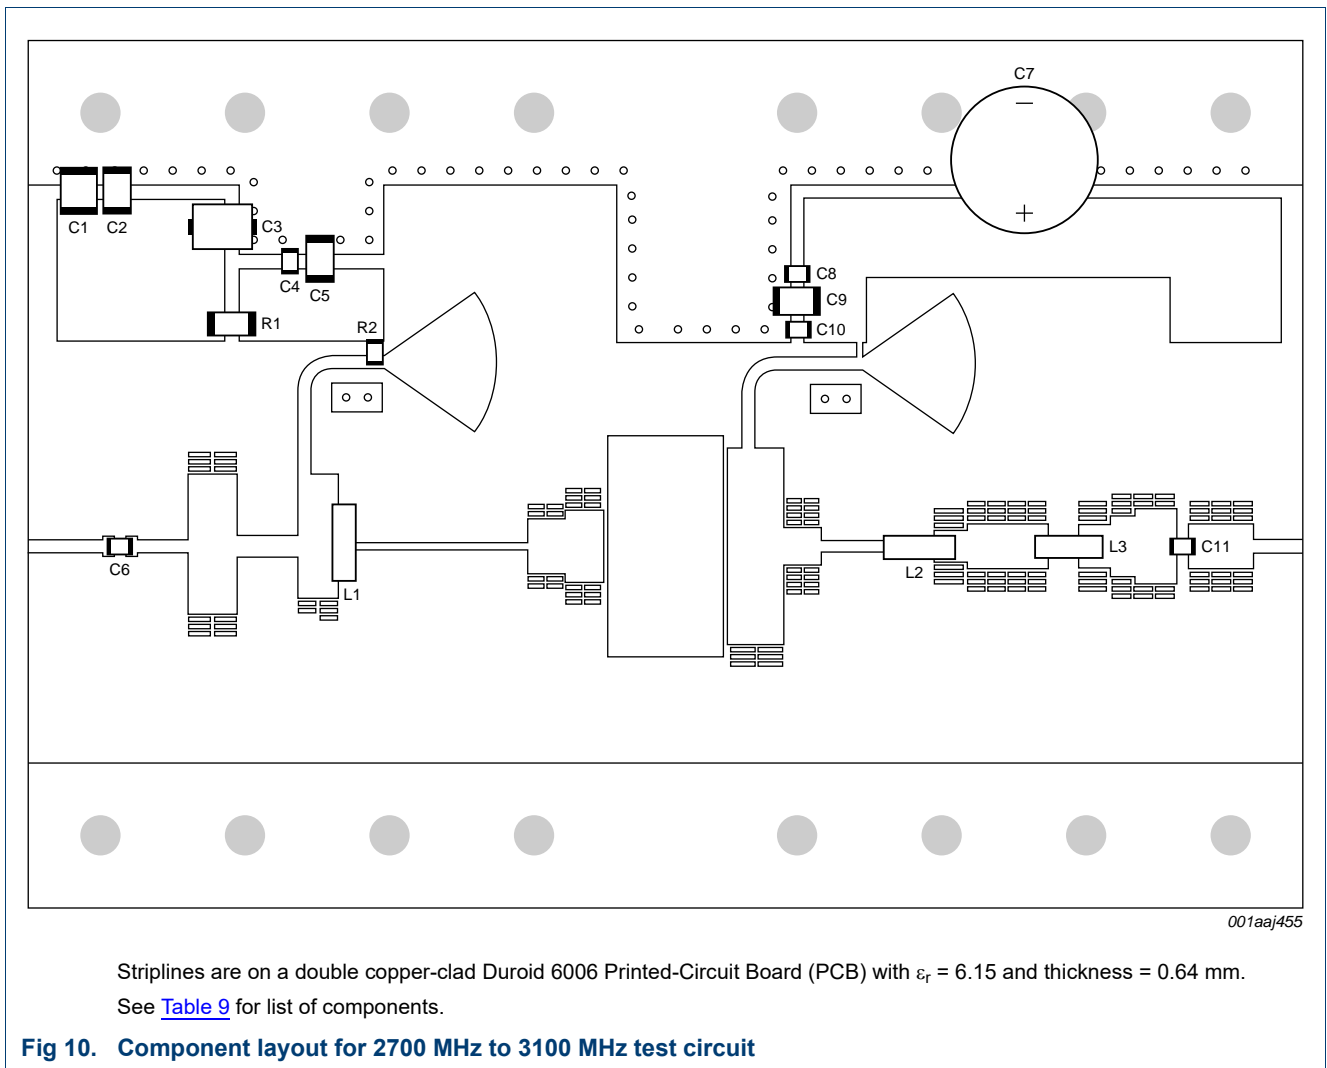 C7
−
+
C1
C2
C3
C4
C5
R1
R2
C8
C9
C10
C6
L1
L2
L3
C11
001aaj455
Striplines are on a double copper-clad Duroid 6006 Printed-Circuit Board (PCB) with εr = 6.15 and thickness = 0.64 mm.
See Table 9 for list of components.
Fig 10. Component layout for 2700 MHz to 3100 MHz test circuit